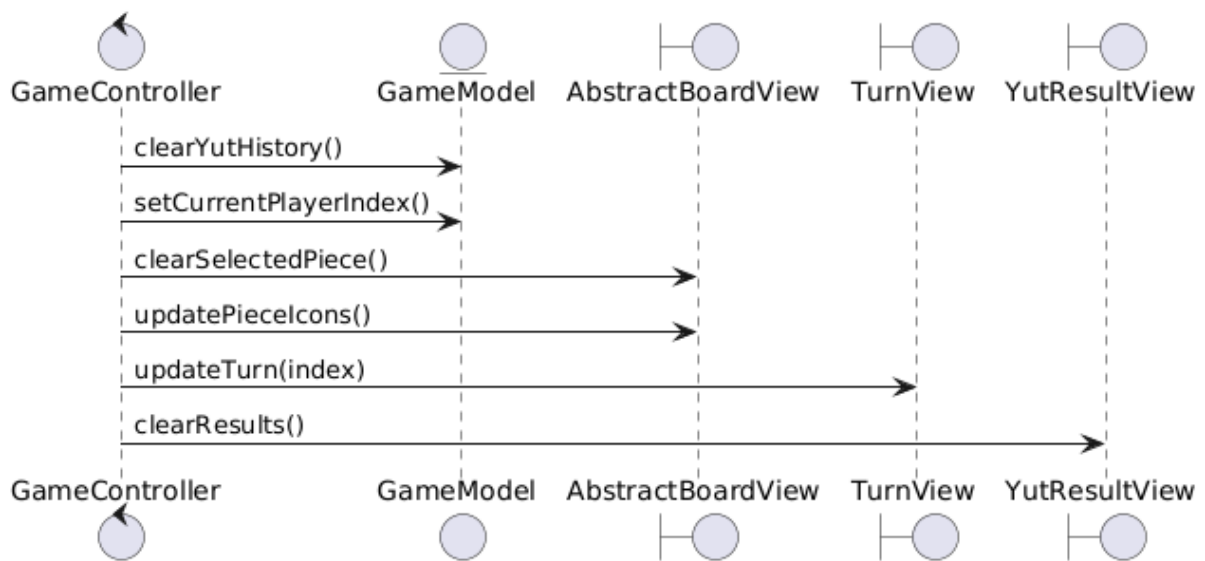 GameController GameModel AbstractBoardView TurnView YutResultView
clearYutHistory()
setCurrentPlayerIndex()
clearSelectedPiece()
updatePieceIcons()
updateTurn(index)
clearResults()
GameController GameModel AbstractBoardView TurnView YutResultView